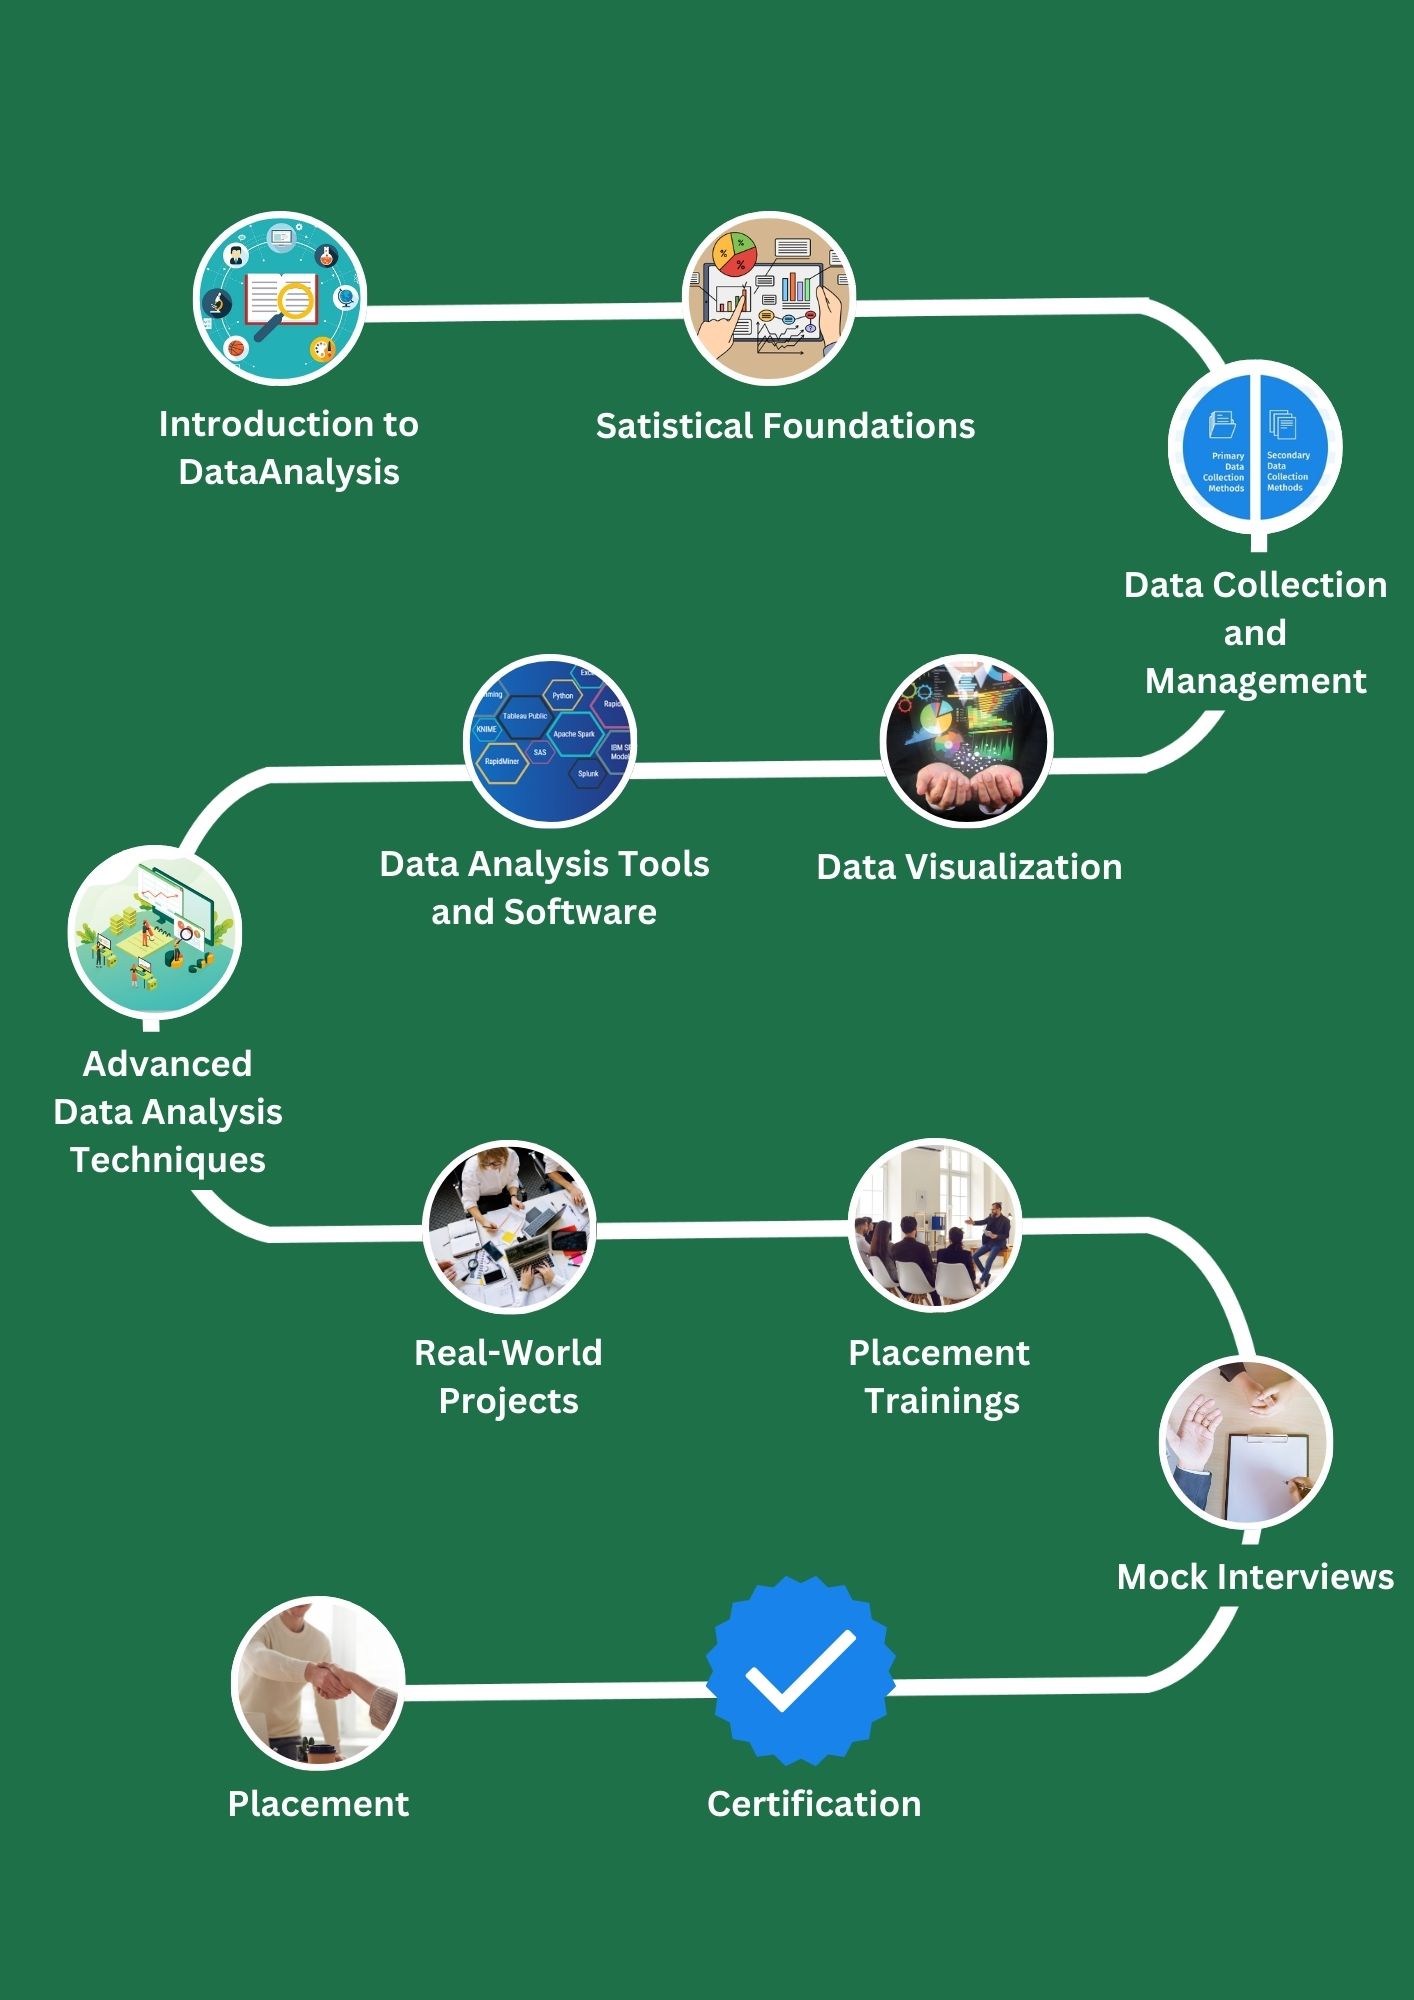 Introduction to
DataAnalysis
Satistical Foundations
Primary
Data
Collection
Methods
Secondary
Data
Collection
Methods
Data Collection
and
Management
Python
Tableau Public
KNIME
Apache Spark
SAS
RapidMiner
Splunk
Data Analysis Tools
and Software
Data Visualization
Advanced
Data Analysis
Techniques
Real-World
Projects
Placement
Trainings
Mock Interviews
Placement
Certification